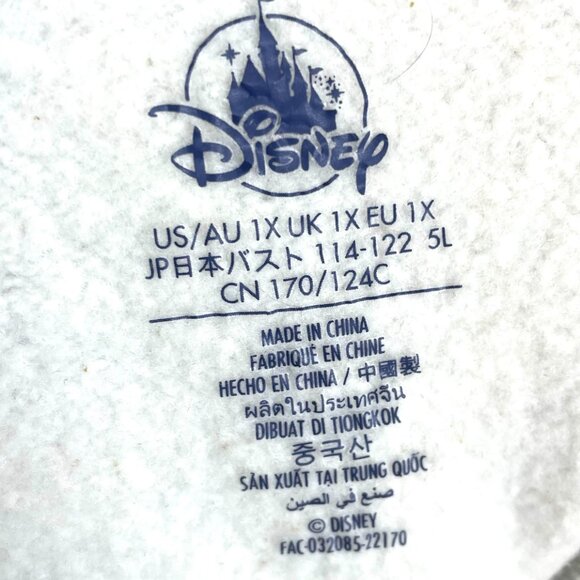 Disney
US/AU 1X UK 1X EU 1X
JP日本バスト 114-122 5L
CN 170/124C
MADE IN CHINA
FABRIQUÉ EN CHINE
HECHO EN CHINA / 中國製
ผลิตในประเทศจีน
DIBUAT DI TIONGKOK
중국산
SẢN XUẤT TẠI TRUNG QUỐC
صنع في الصين
© DISNEY
FAC-032085-22170